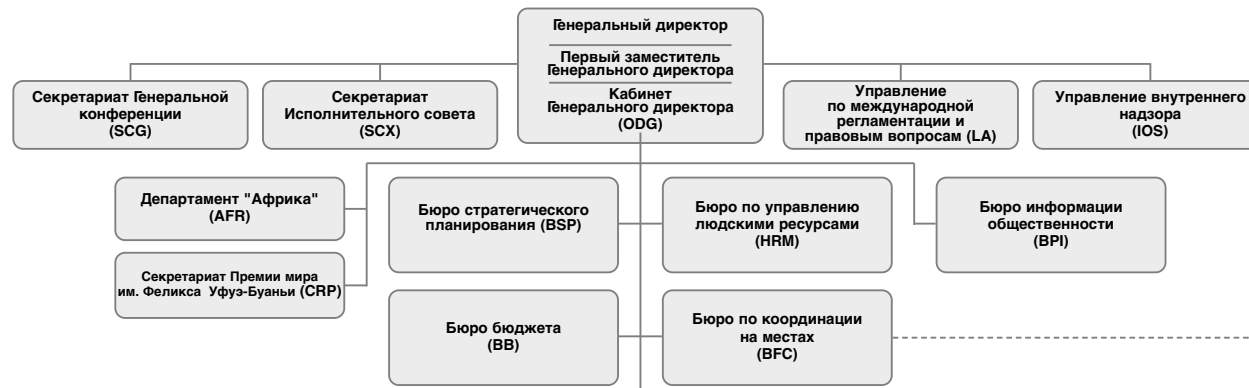 Генеральный директор
Первый заместитель
Генерального директора
Кабинет
Генерального директора
(ODG)
Секретариат Генеральной
конференции
(SCG)
Секретариат
Исполнительного совета
(SCX)
Управление
по международной
регламентации и
правовым вопросам (LA)
Управление внутреннего
надзора
(IOS)
Департамент "Африка"
(AFR)
Бюро стратегического
планирования (BSP)
Бюро по управлению
людскими ресурсами
(HRM)
Бюро информации
общественности
(BPI)
Секретариат Премии мира
им. Феликса Уфуэ-Буаньи (CRP)
Бюро бюджета
(BB)
Бюро по координации
на местах
(BFC)